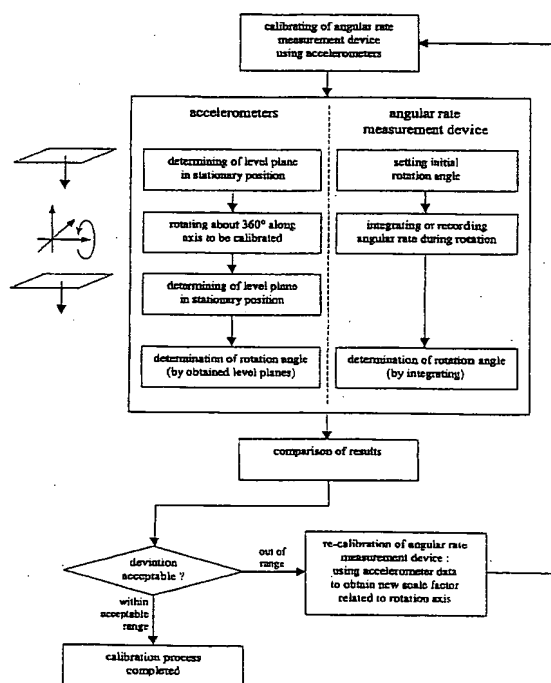 calibrating of angular rate
measurement device
using accelerometers
accelerometers
angular rate
measurement device
determining of level plane
in stationary position
setting initial
rotation angle
rotating about 360° along
axis to be calibrated
integrating or recording
angular rate during rotation
determining of level plane
in stationary position
determination of rotation angle
(by obtained level planes)
determination of rotation angle
(by integrating)
comparison of results
deviation
acceptable ?
out of
range
re-calibration of angular rate
measurement device :
using accelerometer data
to obtain new scale factor
related to rotation axis
within
acceptable
range
calibration process
completed